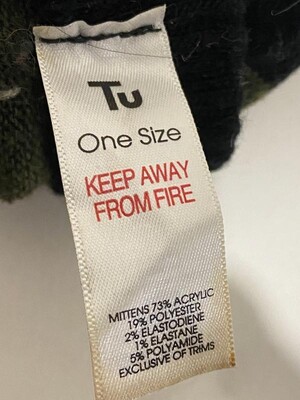 Tu
One Size
KEEP AWAY
FROM FIRE
MITTENS 73% ACRYLIC
19% POLYESTER
2% ELASTODIENE
1% ELASTANE
5% POLYAMIDE
EXCLUSIVE OF TRIMS